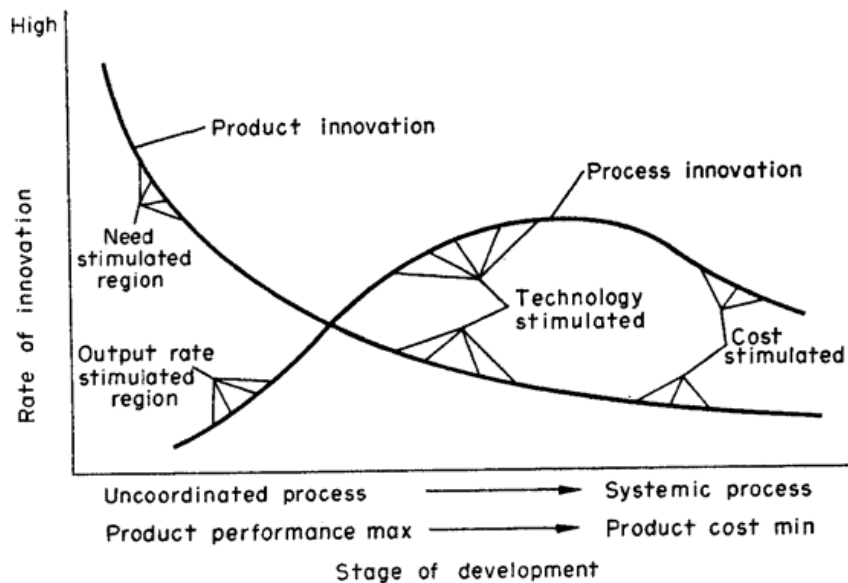 High
Product innovation
Process innovation
Need
stimulated
region
Technology
stimulated
Cost
stimulated
Output rate
stimulated
region
Rate of innovation
Uncoordinated process
Systemic process
Product performance max
Product cost min
Stage of development